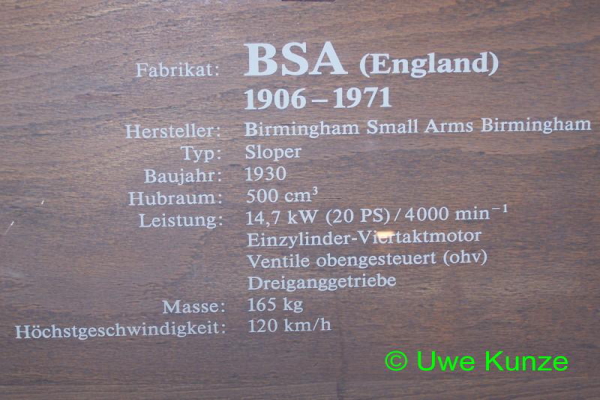 Fabrikat: BSA (England)
1906 – 1971
Hersteller: Birmingham Small Arms Birmingham
Typ: Sloper
Baujahr: 1930
Hubraum: 500 cm³
Leistung: 14,7 kW (20 PS) / 4000 min⁻¹
Einzylinder-Viertaktmotor
Ventile obengesteuert (ohv)
Dreiganggetriebe
Masse: 165 kg
Höchstgeschwindigkeit: 120 km/h
© Uwe Kunze